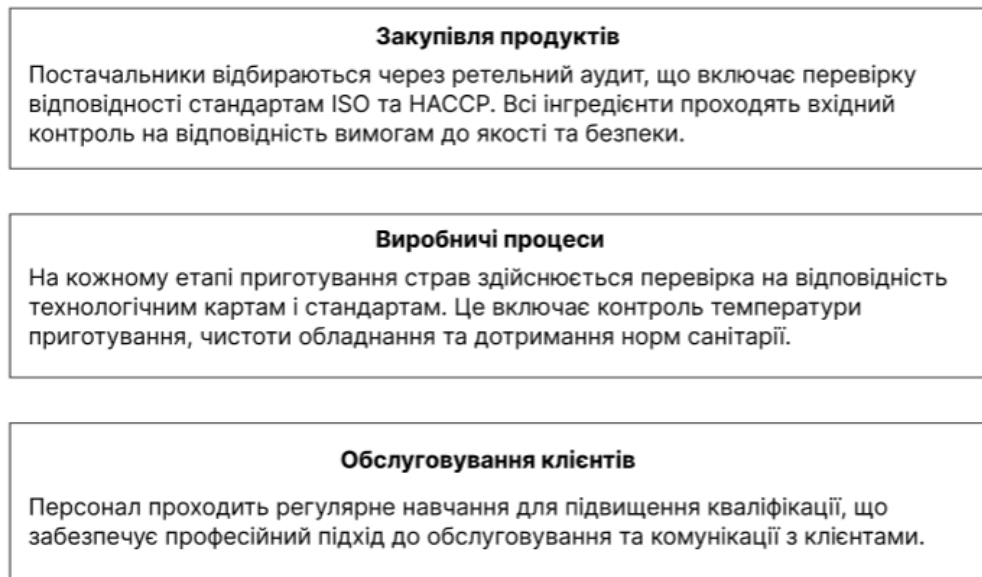 Закупівля продуктів
Постачальники відбираються через ретельний аудит, що включає перевірку
відповідності стандартам ISO та HACCP. Всі інгредієнти проходять вхідний
контроль на відповідність вимогам до якості та безпеки.
Виробничі процеси
На кожному етапі приготування страв здійснюється перевірка на відповідність
технологічним картам і стандартам. Це включає контроль температури
приготування, чистоти обладнання та дотримання норм санітарії.
Обслуговування клієнтів
Персонал проходить регулярне навчання для підвищення кваліфікації, що
забезпечує професійний підхід до обслуговування та комунікації з клієнтами.